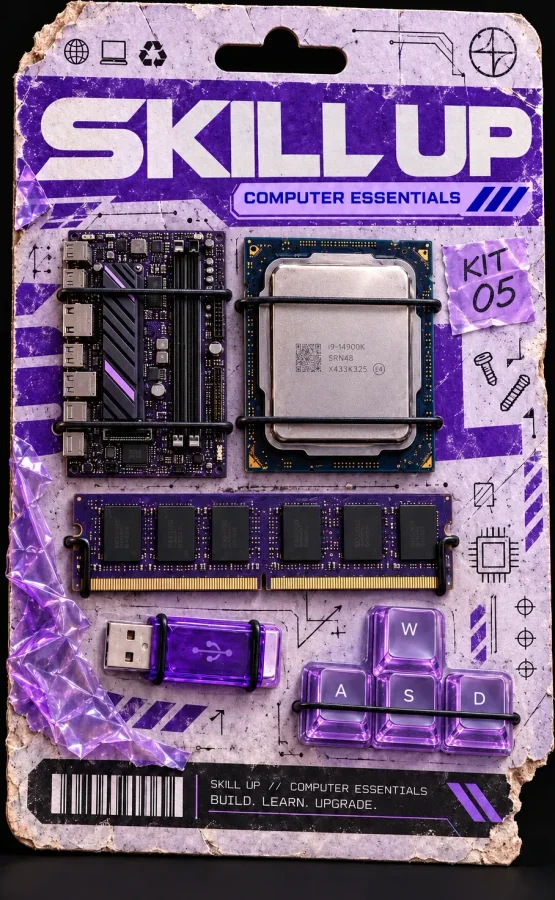 SKILL UP
COMPUTER ESSENTIALS
KIT
05
i9-14900K
SRN48
X433K325 E4
W
A S D
SKILL UP // COMPUTER ESSENTIALS
BUILD. LEARN. UPGRADE.